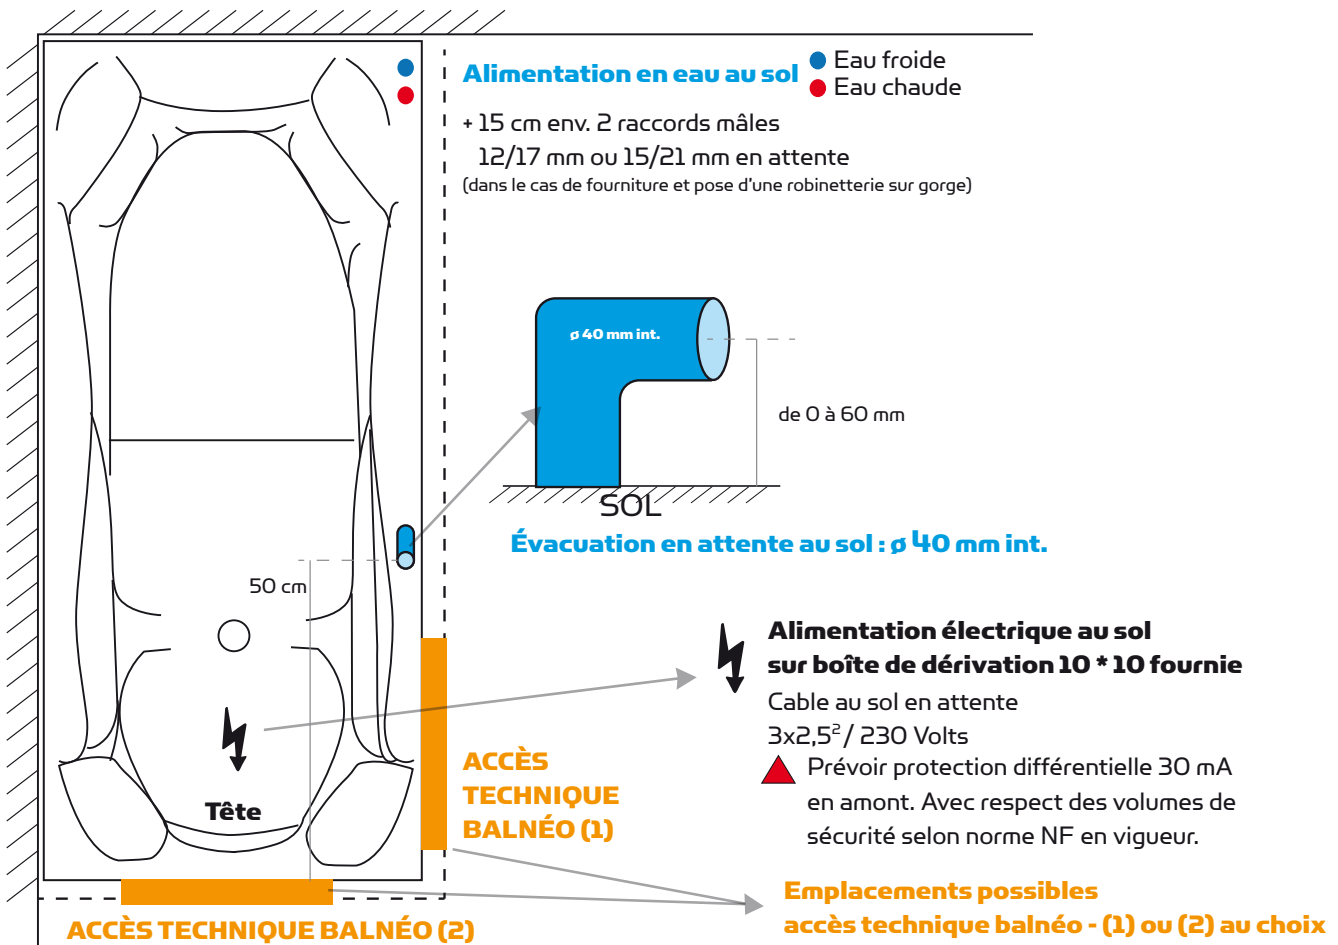 Alimentation en eau au sol
Eau froide
Eau chaude
+ 15 cm env. 2 raccords mâles
12/17 mm ou 15/21 mm en attente
(dans le cas de fourniture et pose d'une robinetterie sur gorge)
ø 40 mm int.
de 0 à 60 mm
SOL
Évacuation en attente au sol : ø 40 mm int.
50 cm
Alimentation électrique au sol
sur boîte de dérivation 10 * 10 fournie
Cable au sol en attente
3x2,5² / 230 Volts
Prévoir protection différentielle 30 mA
en amont. Avec respect des volumes de
sécurité selon norme NF en vigueur.
ACCÈS
TECHNIQUE
BALNÉO (1)
Tête
Emplacements possibles
accès technique balnéo - (1) ou (2) au choix
ACCÈS TECHNIQUE BALNÉO (2)